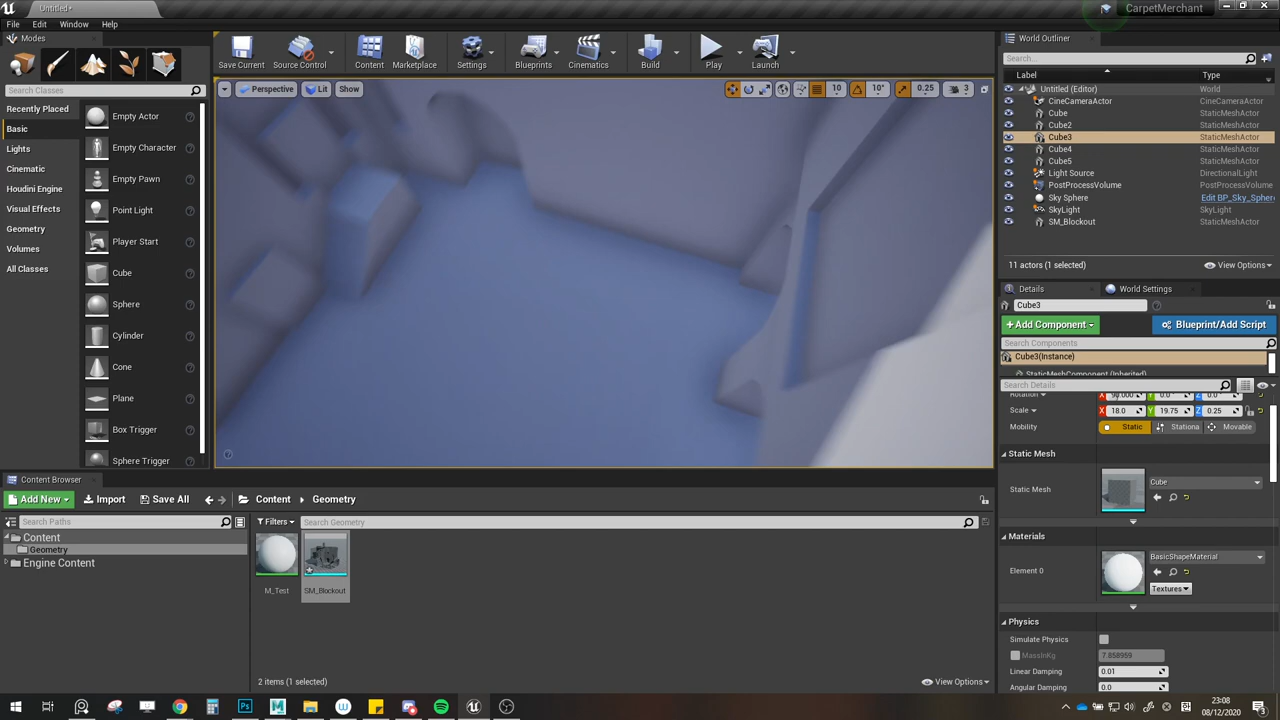 Untitled*
CarpetMerchant
File Edit Window Help
Modes
Save Current
Source Control
Content
Marketplace
Settings
Blueprints
Cinematics
Build
Play
Launch
Search Classes
Recently Placed
Basic
Lights
Cinematic
Houdini Engine
Visual Effects
Geometry
Volumes
All Classes
Empty Actor
Empty Character
Empty Pawn
Point Light
Player Start
Cube
Sphere
Cylinder
Cone
Plane
Box Trigger
Sphere Trigger
Perspective Lit Show
10 10° 0.25 3
World Outliner
Search...
Label Type
Untitled (Editor) World
CineCameraActor CineCameraActor
Cube StaticMeshActor
Cube2 StaticMeshActor
Cube3 StaticMeshActor
Cube4 StaticMeshActor
Cube5 StaticMeshActor
Light Source DirectionalLight
PostProcessVolume PostProcessVolume
Sky Sphere Edit BP_Sky_Sphere
SkyLight SkyLight
SM_Blockout StaticMeshActor
11 actors (1 selected) View Options
Details World Settings
Cube3
+Add Component Blueprint/Add Script
Search Components
Cube3(Instance)
StaticMeshComponent (Inherited)
Search Details
Rotation X 90.000 Y 0.0 Z 0.0
Scale X 18.0 Y 19.75 Z 0.25
Mobility Static Stationa Movable
Static Mesh
Static Mesh Cube
Materials
Element 0 BasicShapeMaterial
Textures
Physics
Simulate Physics
MassInKg 7.858959
Linear Damping 0.01
Angular Damping 0.0
Content Browser
Add New Import Save All Content Geometry
Search Paths
Content
Geometry
Engine Content
Filters Search Geometry
M_Test
SM_Blockout
2 items (1 selected) View Options
23:08
08/12/2020